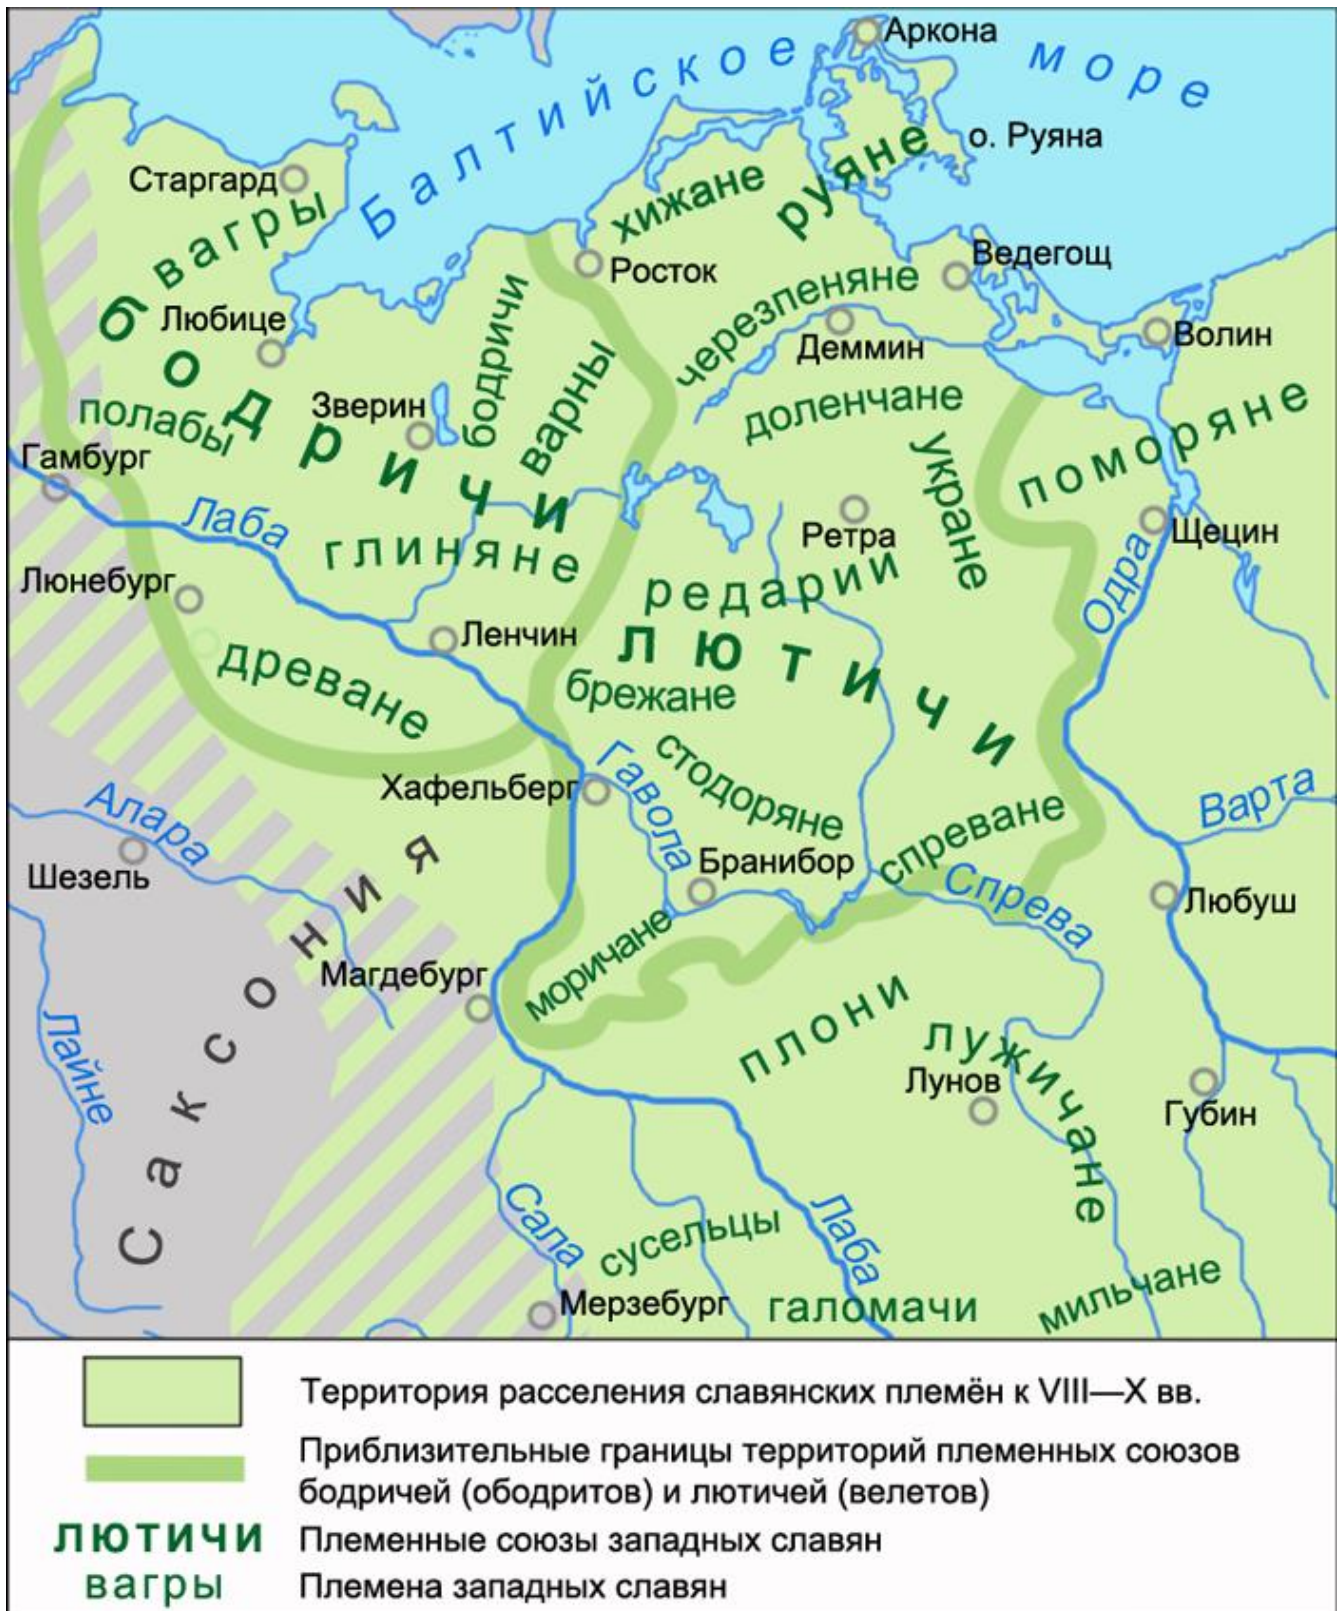 Аркона
Балтийское море
о. Руяна
руяне
хижане
Старгард
вагры
Росток
Ведегощ
черезпеняне
Любице
бодричи
Волин
Деммин
варны
бодричи
Зверин
доленчане
полабы
поморяне
укране
Гамбург
Лаба
Ретра
Щецин
глиняне
Одра
Люнебург
редарии
Ленчин
лютичи
древане
брежане
стодоряне
Гавола
Хафельберг
Варта
Алара
спреване
Шезель
Бранибор
Спрева
Любуш
Саксония
моричане
Магдебург
плони
Лайне
лужичане
Лунов
Губин
Сала
Лаба
сусельцы
мильчане
Мерзебург
галомачи
Территория расселения славянских племён к VIII—X вв.
Приблизительные границы территорий племенных союзов
бодричей (ободритов) и лютичей (велетов)
лютичи Племенные союзы западных славян
вагры Племена западных славян